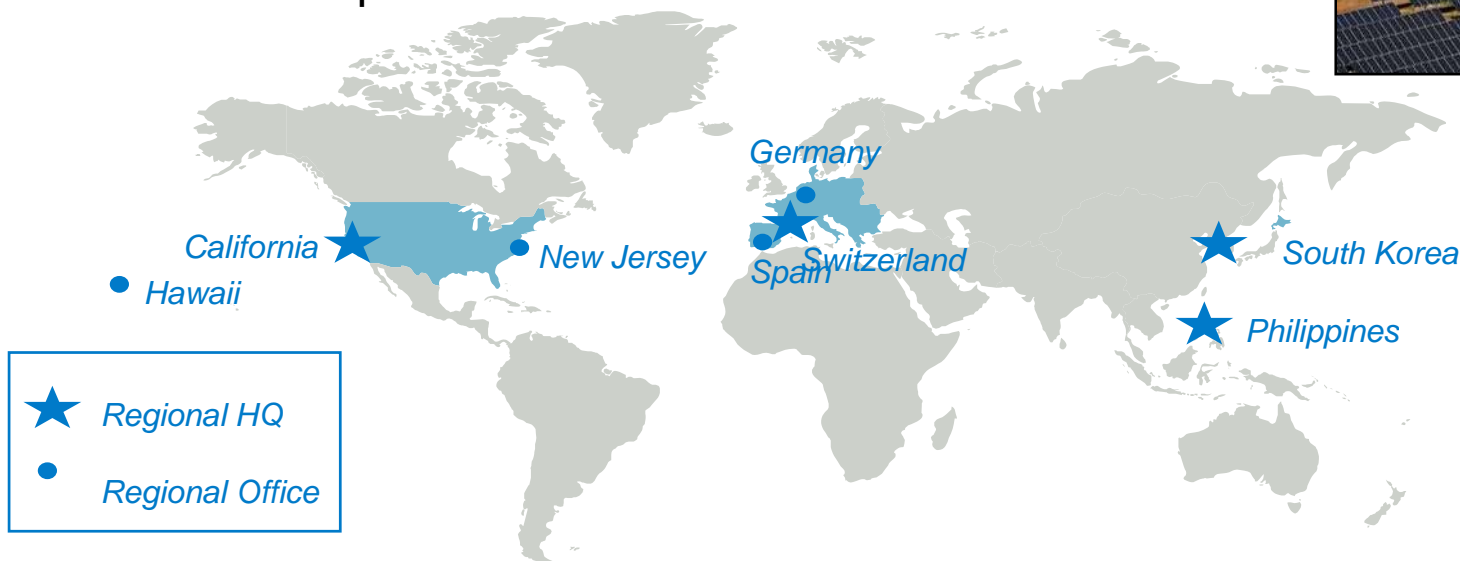 Germany
California
New Jersey
Switzerland
Spain
South Korea
Hawaii
Philippines
Regional HQ
Regional Office